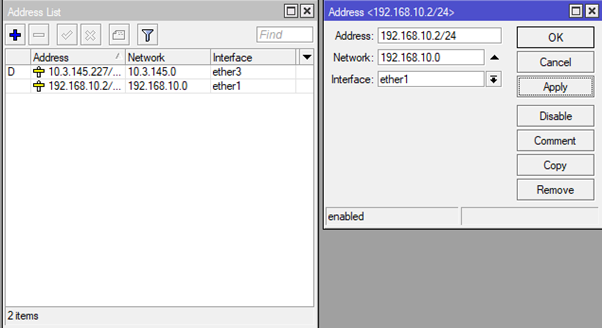 Address List
Find
Address Network Interface
D 10.3.145.227/... 10.3.145.0 ether3
192.168.10.2/... 192.168.10.0 ether1
2 items
Address <192.168.10.2/24>
Address: 192.168.10.2/24
Network: 192.168.10.0
Interface: ether1
OK
Cancel
Apply
Disable
Comment
Copy
Remove
enabled